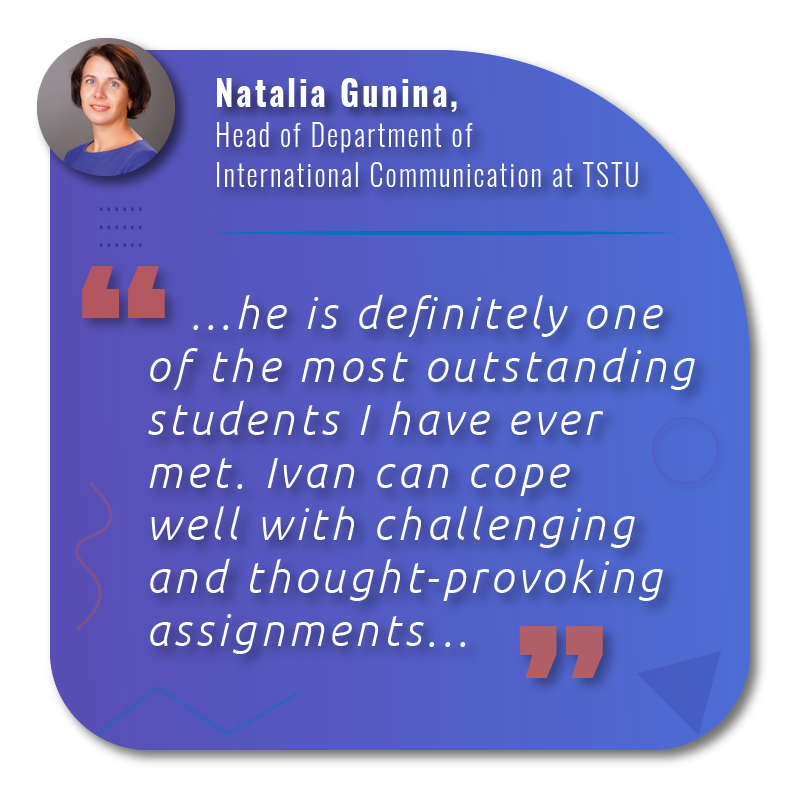 Natalia Gunina,
Head of Department of
International Communication at TSTU
“ ...he is definitely one
of the most outstanding
students I have ever
met. Ivan can cope
well with challenging
and thought-provoking
assignments... ”